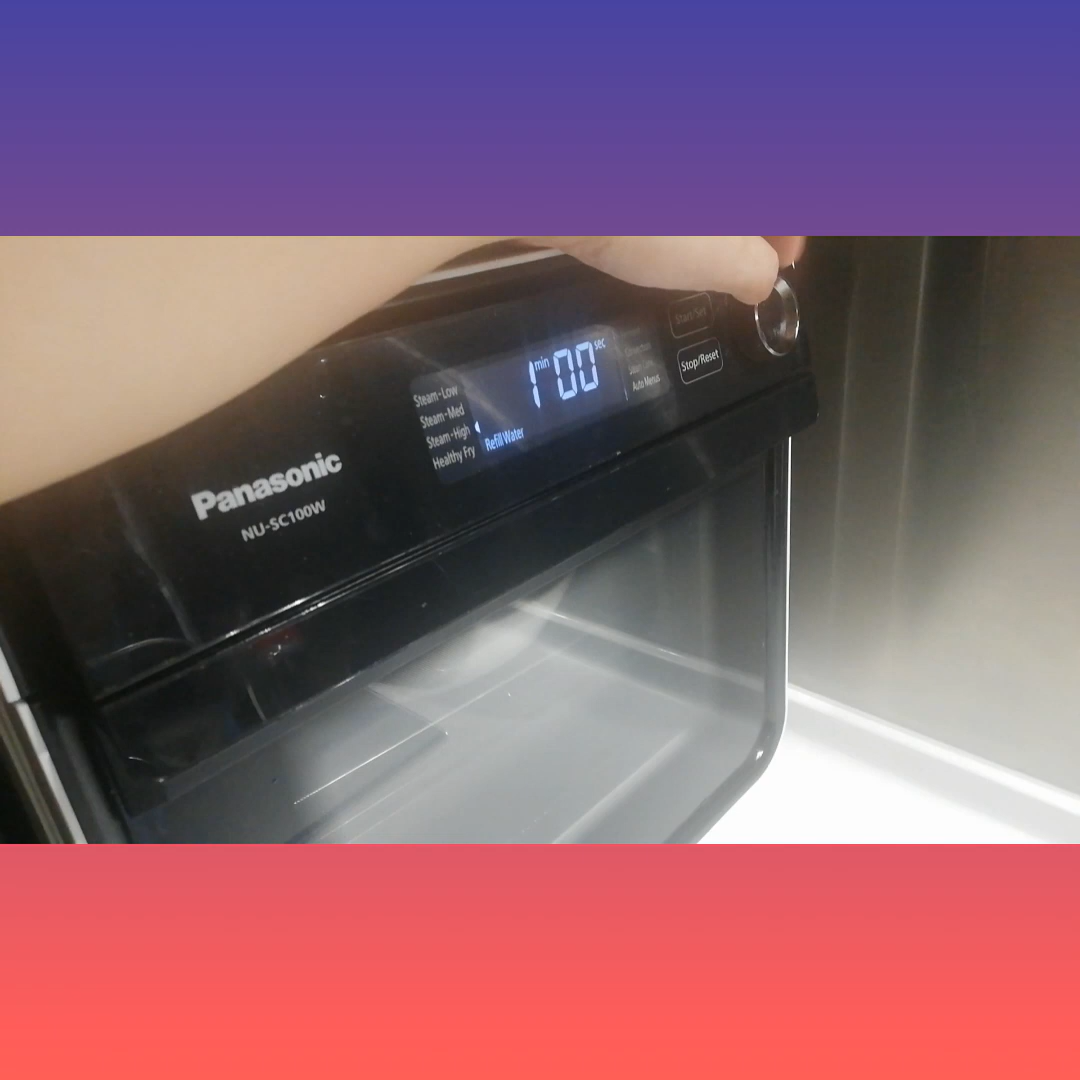 Panasonic
NU-SC100W
Steam-Low
Steam-Med
Steam-High
Healthy Fry
1 min 00 sec
Refill Water
Auto Menus
Start/Set
Stop/Reset